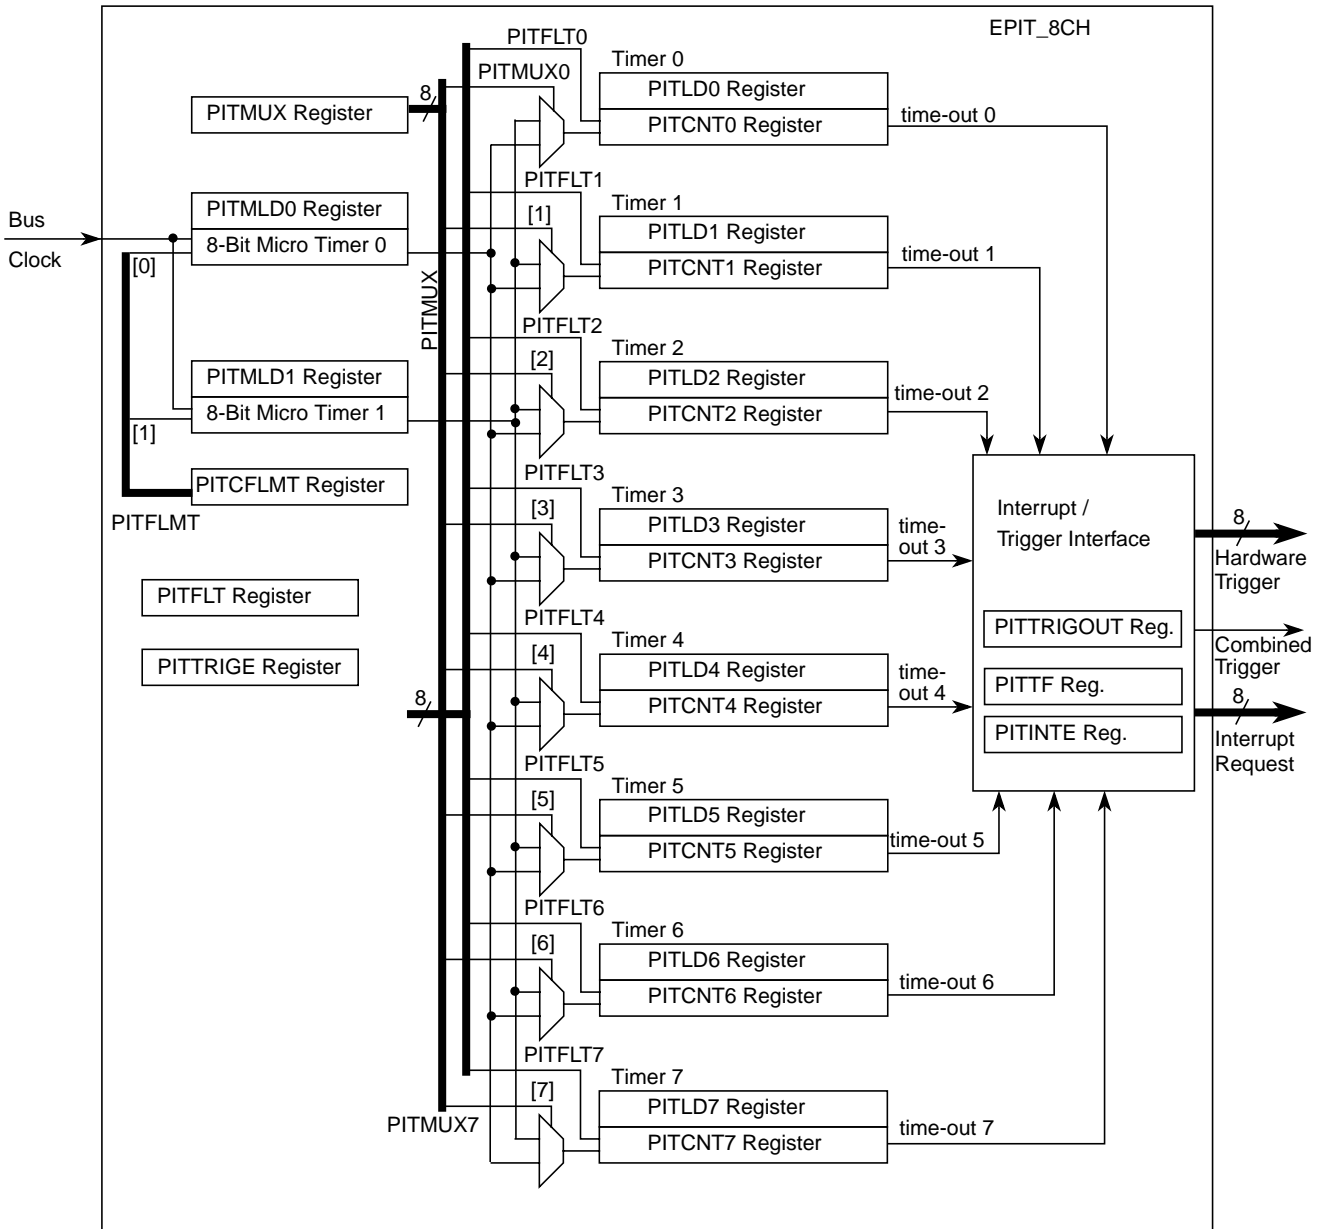 EPIT_8CH
PITFLT0
PITMUX0
Timer 0
PITLD0 Register
PITCNT0 Register
time-out 0
8
PITMUX Register
PITFLT1
[1]
Timer 1
PITLD1 Register
PITCNT1 Register
time-out 1
Bus
Clock
PITMLD0 Register
8-Bit Micro Timer 0
[0]
PITMUX
PITFLT2
[2]
Timer 2
PITLD2 Register
PITCNT2 Register
time-out 2
PITMLD1 Register
8-Bit Micro Timer 1
[1]
PITCFLMT Register
PITFLMT
PITFLT3
[3]
Timer 3
PITLD3 Register
PITCNT3 Register
time-
out 3
Interrupt /
Trigger Interface
8
Hardware
Trigger
PITFLT Register
PITTRIGE Register
PITFLT4
[4]
Timer 4
PITLD4 Register
PITCNT4 Register
time-
out 4
8
PITTRIGOUT Reg.
Combined
Trigger
PITTF Reg.
PITINTE Reg.
8
Interrupt
Request
PITFLT5
[5]
Timer 5
PITLD5 Register
PITCNT5 Register
time-out 5
PITFLT6
[6]
Timer 6
PITLD6 Register
PITCNT6 Register
time-out 6
PITFLT7
[7]
PITMUX7
Timer 7
PITLD7 Register
PITCNT7 Register
time-out 7